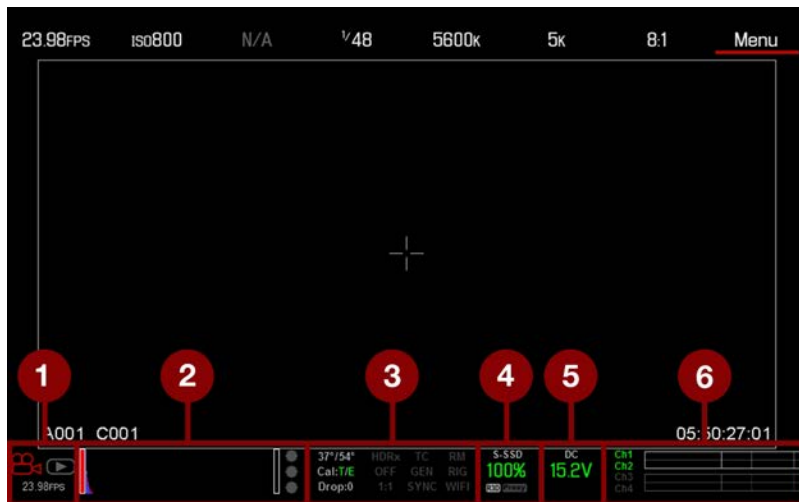 23.98FPS ISO800 N/A 1/48 5600K 5K 8:1 Menu
1 2 3 4 5 6
A001 C001 05:50:27:01
37°/54° HDRx TC RM S-SSD DC Ch1
Cal:T/E OFF GEN RIG 100% 15.2V Ch2
Ch3
23.98FPS Drop:0 1:1 SYNC WIFI R3D Proxy Ch4